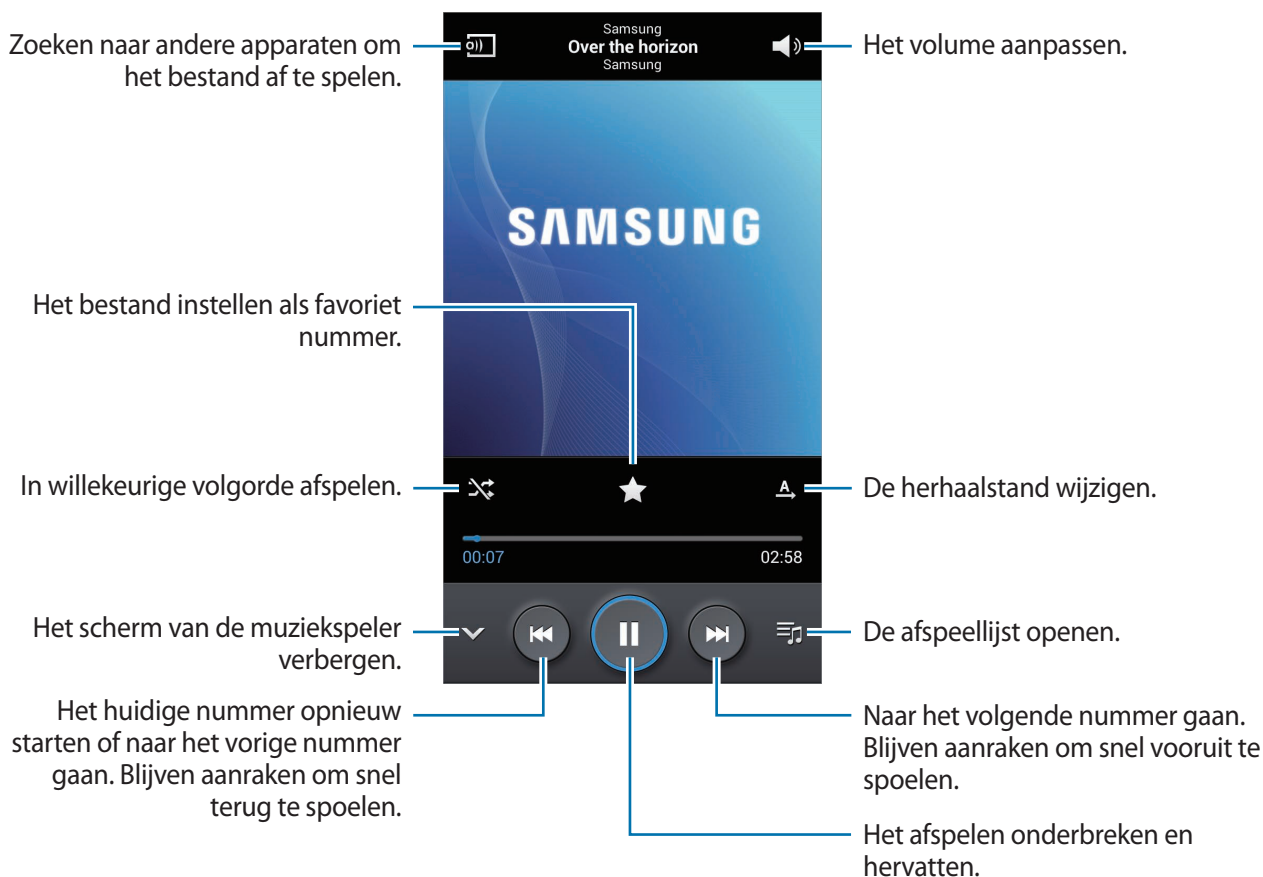 Zoeken naar andere apparaten om
het bestand af te spelen.
Samsung
Over the horizon
Samsung
Het volume aanpassen.
SAMSUNG
Het bestand instellen als favoriet
nummer.
In willekeurige volgorde afspelen.
A
De herhaalstand wijzigen.
00:07
02:58
Het scherm van de muziekspeler
verbergen.
De afspeellijst openen.
Het huidige nummer opnieuw
starten of naar het vorige nummer
gaan. Blijven aanraken om snel
terug te spoelen.
Naar het volgende nummer gaan.
Blijven aanraken om snel vooruit te
spoelen.
Het afspelen onderbreken en
hervatten.